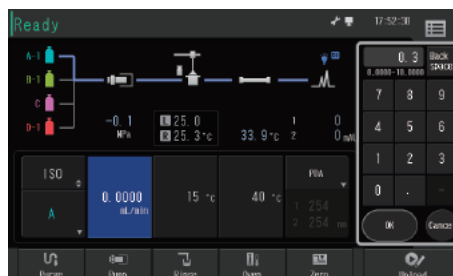 Ready
17:52:38
A-1
B-1
C
D-1
0.3
0.0000-10.0000
Back space
7 8 9
4 5 6
1 2 3
0 . -
OK
Cance
-0.1
MPa
L 25.0
R 25.3 °C
33.9 °C
1 0
2 0 mAU
ISO
A
0.0000
mL/min
15 °C
40 °C
PDA
1 254
2 254 nm
Purge
Pump
Rinse
Oven
Zero